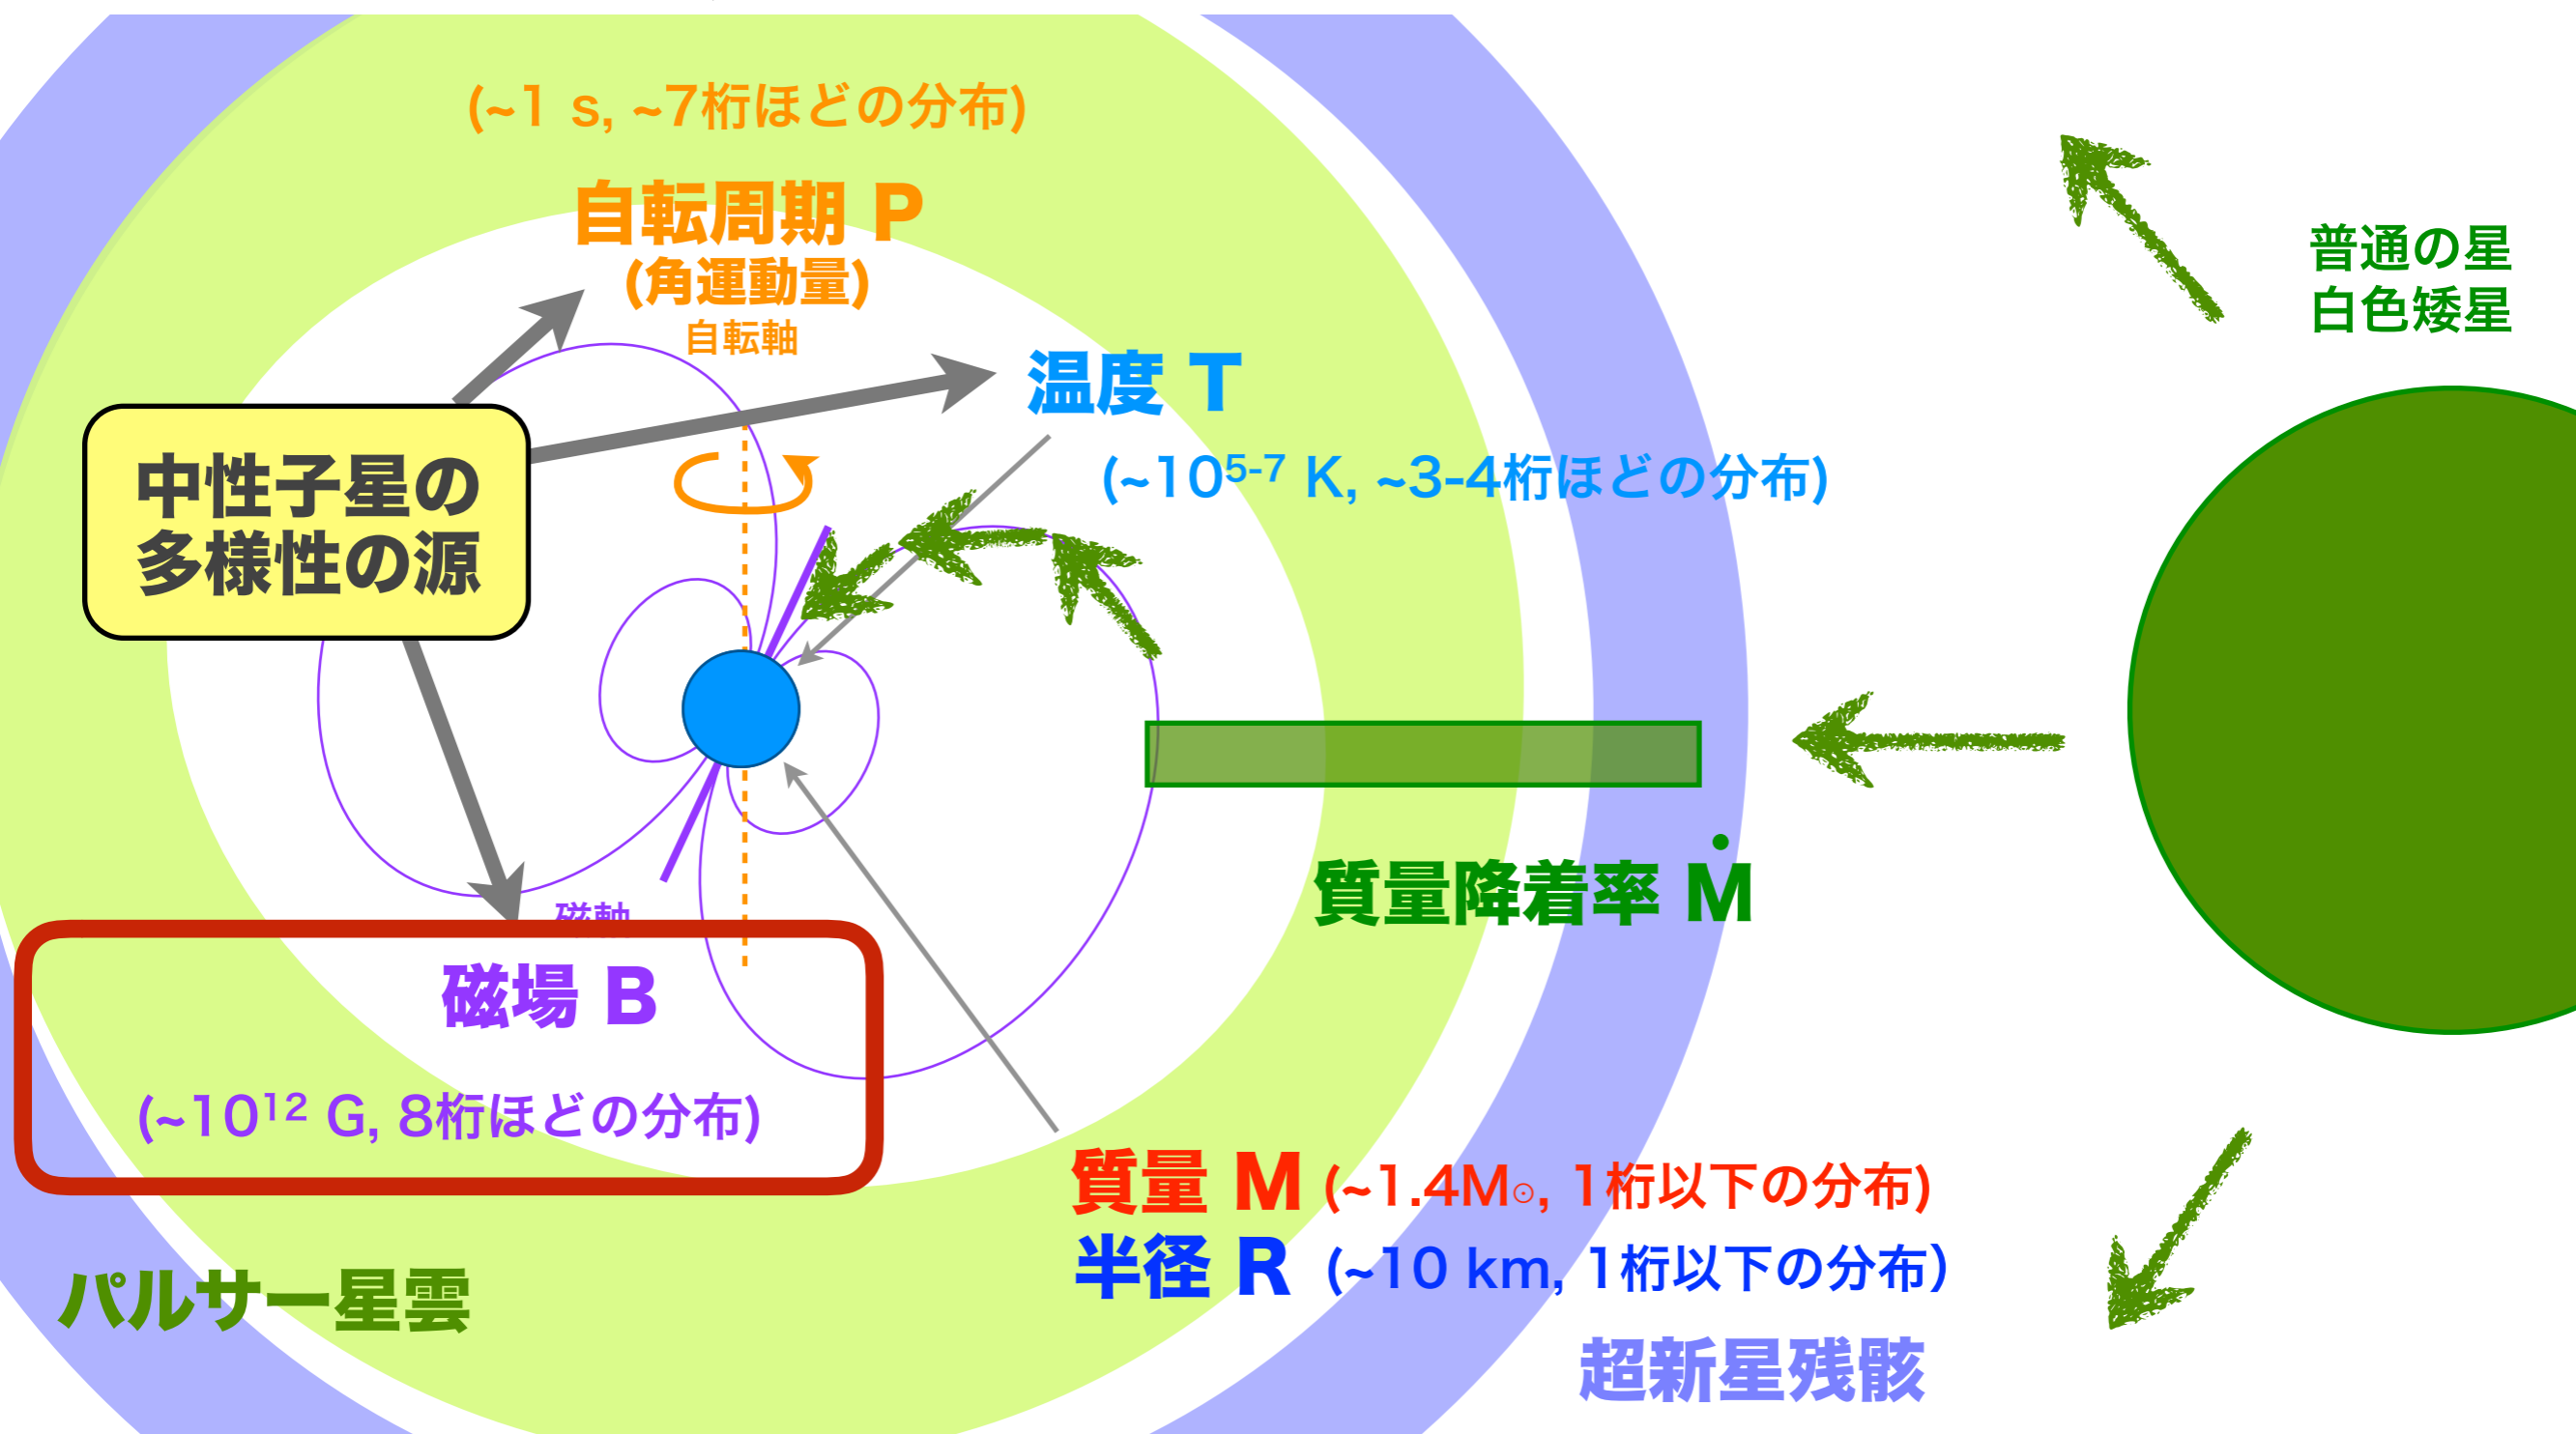 (~1 s, ~7桁ほどの分布)
自転周期 P
(角運動量)
自転軸
普通の星
白色矮星
温度 T
(~10⁵⁻⁷ K, ~3-4桁ほどの分布)
中性子星の
多様性の源
質量降着率 Ṁ
磁軸
磁場 B
(~10¹² G, 8桁ほどの分布)
質量 M (~1.4M☉, 1桁以下の分布)
半径 R (~10 km, 1桁以下の分布）
パルサー星雲
超新星残骸